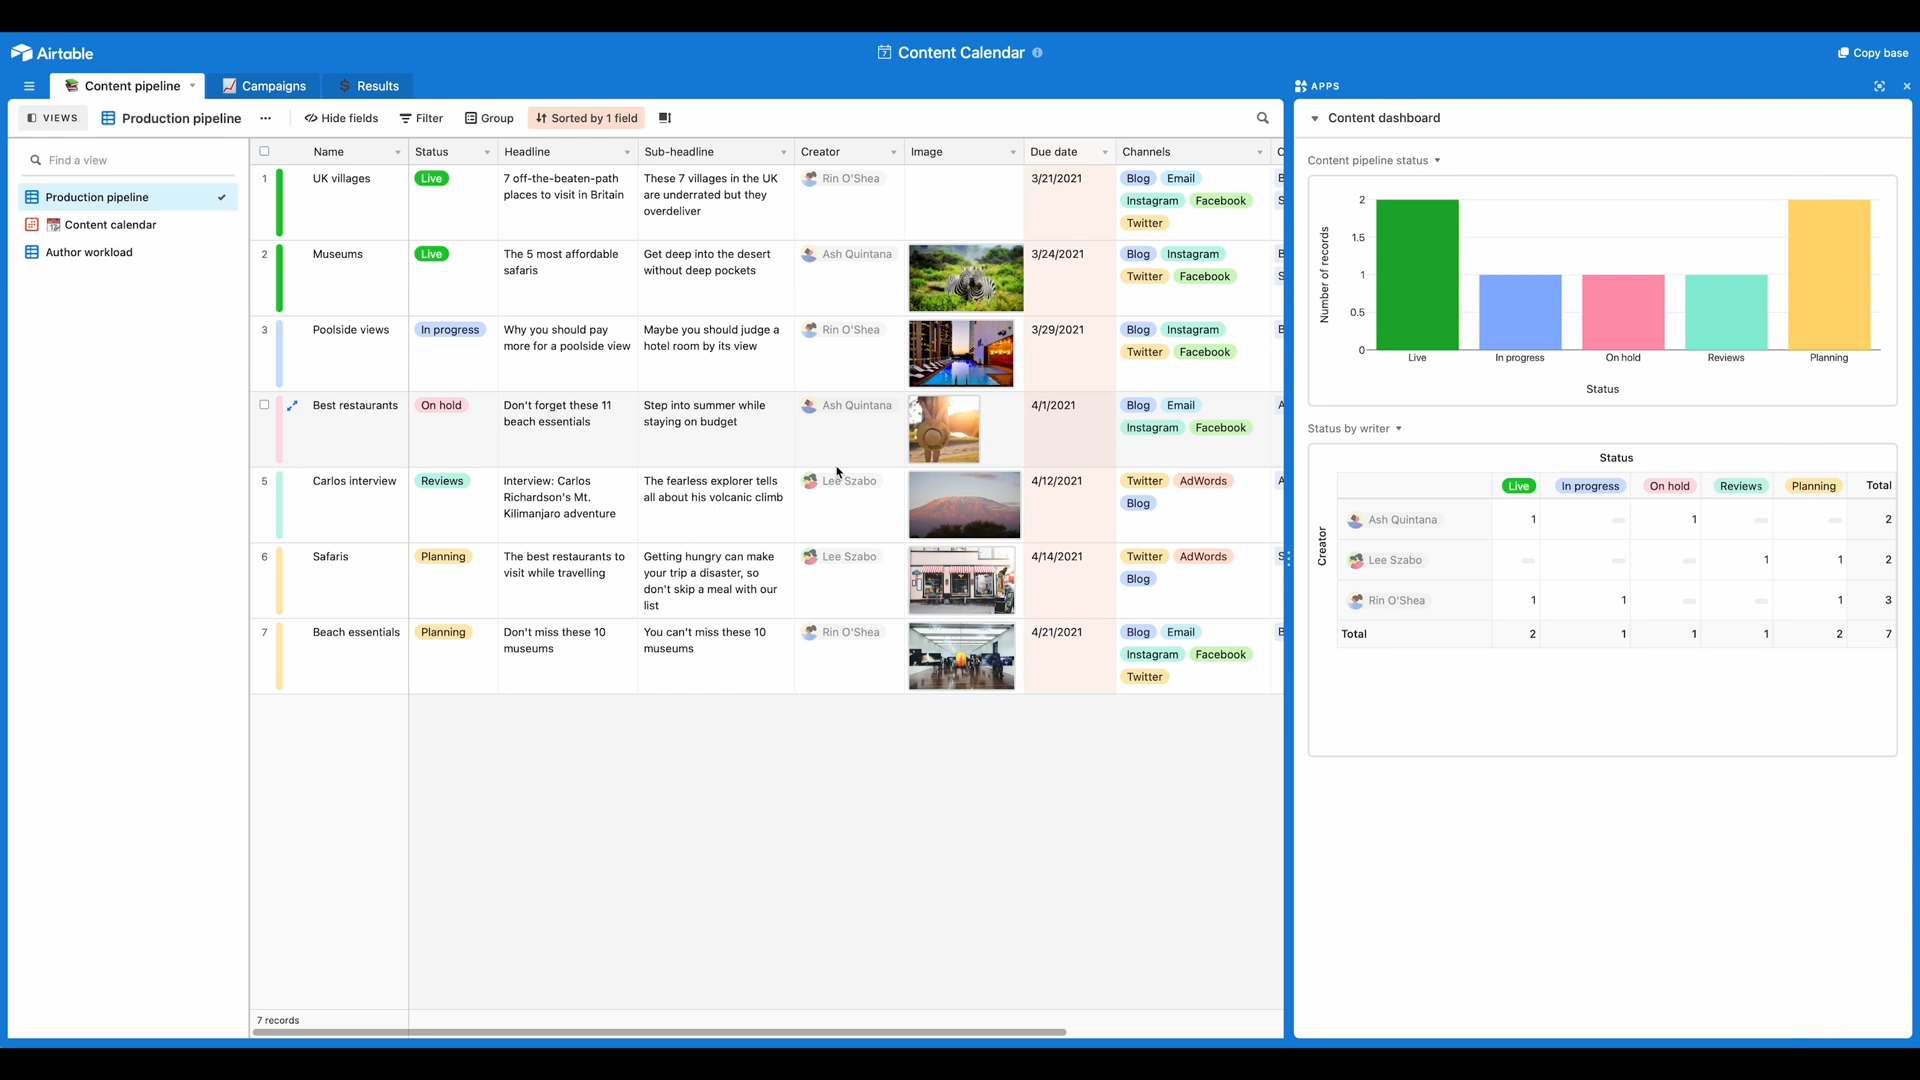 Airtable
Content Calendar
Copy base
Content pipeline
Campaigns
Results
APPS
VIEWS
Production pipeline
Hide fields
Filter
Group
Sorted by 1 field
Content dashboard
Find a view
Production pipeline
Content calendar
Author workload
Name Status Headline Sub-headline Creator Image Due date Channels
1 UK villages Live
7 off-the-beaten-path
places to visit in Britain
These 7 villages in the UK
are underrated but they
overdeliver
Rin O'Shea
3/21/2021
Blog Email
Instagram Facebook
Twitter
2 Museums Live
The 5 most affordable
safaris
Get deep into the desert
without deep pockets
Ash Quintana
3/24/2021
Blog Instagram
Twitter Facebook
3 Poolside views In progress
Why you should pay
more for a poolside view
Maybe you should judge a
hotel room by its view
Rin O'Shea
3/29/2021
Blog Instagram
Twitter Facebook
Best restaurants On hold
Don't forget these 11
beach essentials
Step into summer while
staying on budget
Ash Quintana
4/1/2021
Blog Email
Instagram Facebook
5 Carlos interview Reviews
Interview: Carlos
Richardson's Mt.
Kilimanjaro adventure
The fearless explorer tells
all about his volcanic climb
Lee Szabo
4/12/2021
Twitter AdWords
Blog
6 Safaris Planning
The best restaurants to
visit while travelling
Getting hungry can make
your trip a disaster, so
don't skip a meal with our
list
Lee Szabo
4/14/2021
Twitter AdWords
Blog
7 Beach essentials Planning
Don't miss these 10
museums
You can't miss these 10
museums
Rin O'Shea
4/21/2021
Blog Email
Instagram Facebook
Twitter
7 records
Content pipeline status
Number of records
2
1.5
1
0.5
0
Live In progress On hold Reviews Planning
Status
Status by writer
Status
Live In progress On hold Reviews Planning Total
Creator
Ash Quintana 1 1 2
Lee Szabo 1 1 2
Rin O'Shea 1 1 1 3
Total 2 1 1 1 2 7